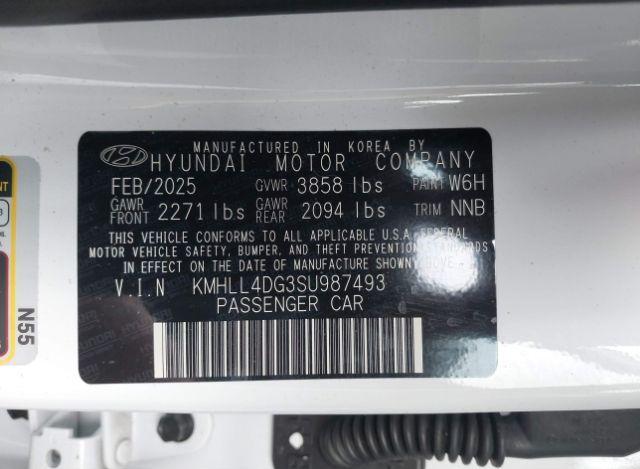 MANUFACTURED IN KOREA BY
HYUNDAI MOTOR COMPANY
FEB/2025 GVWR 3858 lbs PAINT W6H
GAWR FRONT 2271 lbs GAWR REAR 2094 lbs TRIM NNB
THIS VEHICLE CONFORMS TO ALL APPLICABLE U.S.A FEDERAL
MOTOR VEHICLE SAFETY, BUMPER, AND THEFT PREVENTION STANDARDS
IN EFFECT ON THE DATE OF MANUFACTURE SHOWN ABOVE.
V.I.N KMHLL4DG3SU987493
PASSENGER CAR
N55